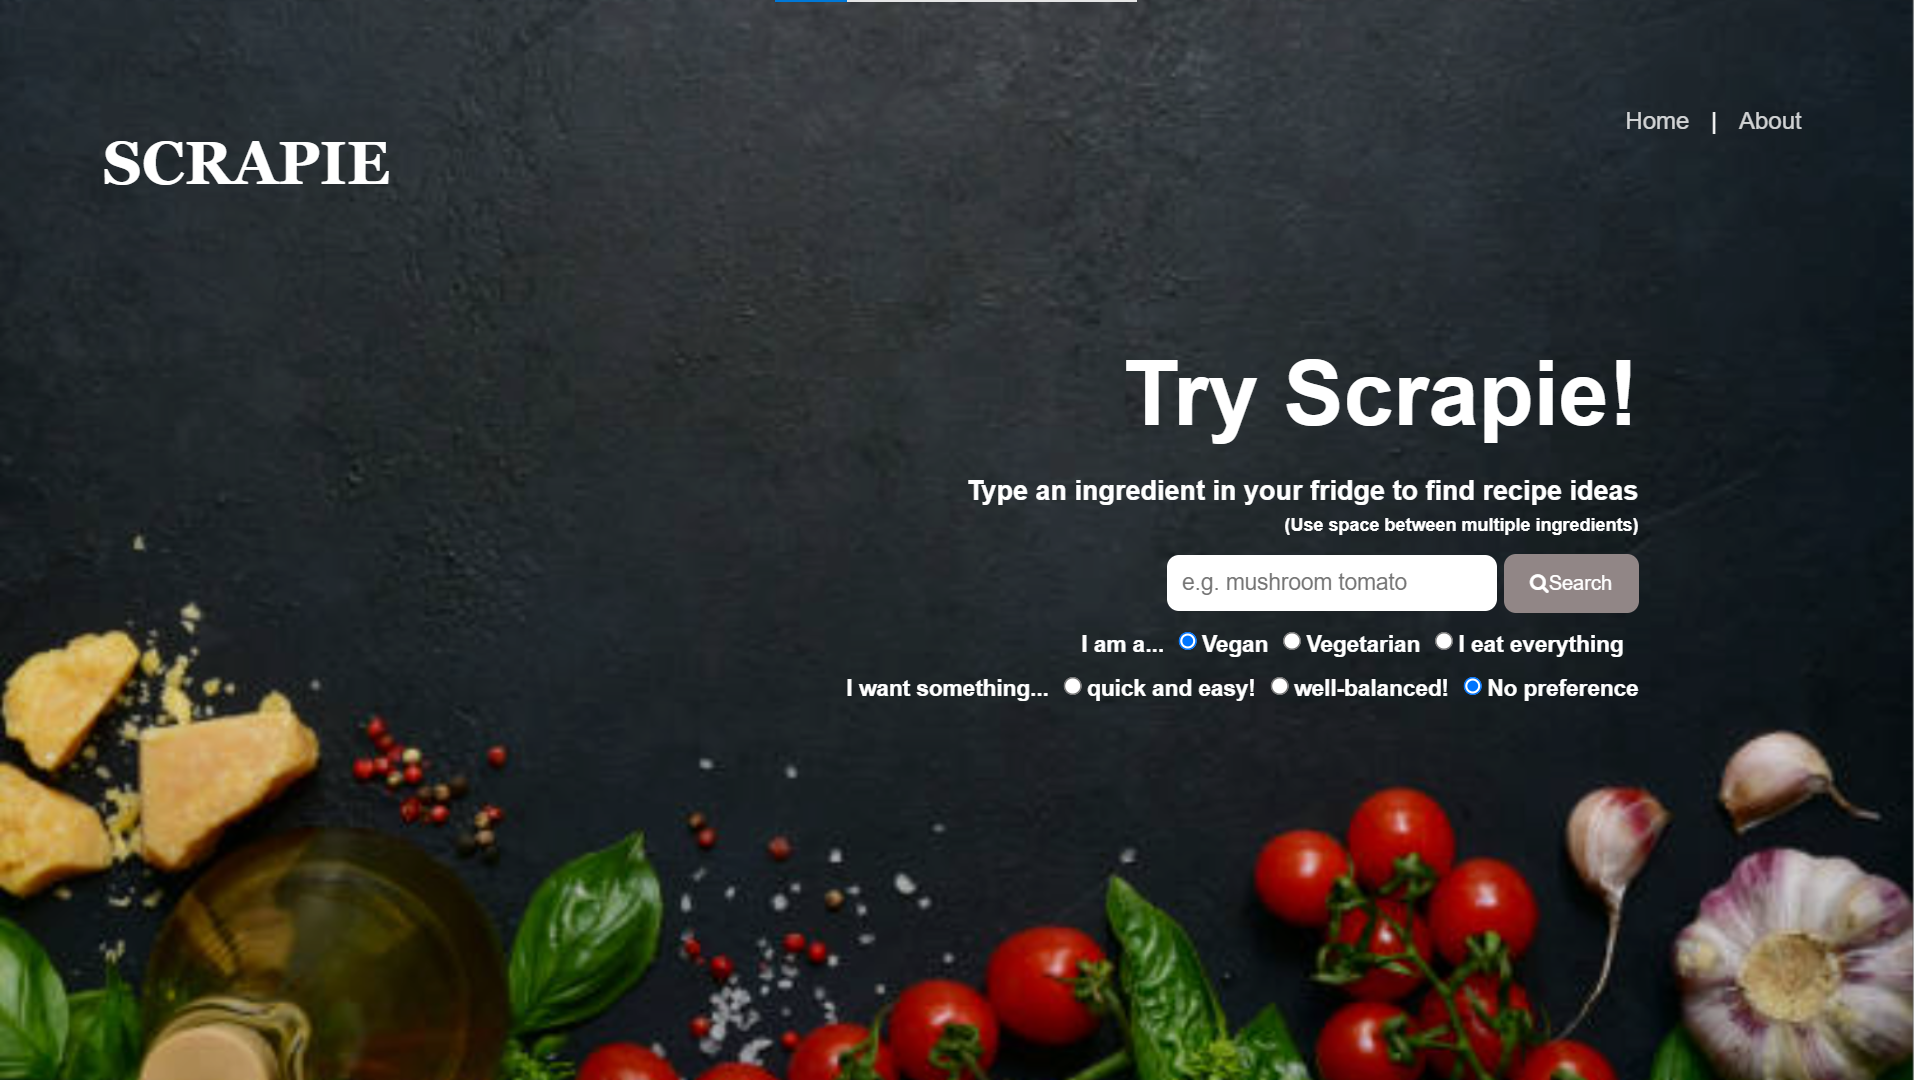 Home | About
SCRAPIE
Try Scrapie!
Type an ingredient in your fridge to find recipe ideas
(Use space between multiple ingredients)
e.g. mushroom tomato Search
I am a... Vegan Vegetarian I eat everything
I want something... quick and easy! well-balanced! No preference